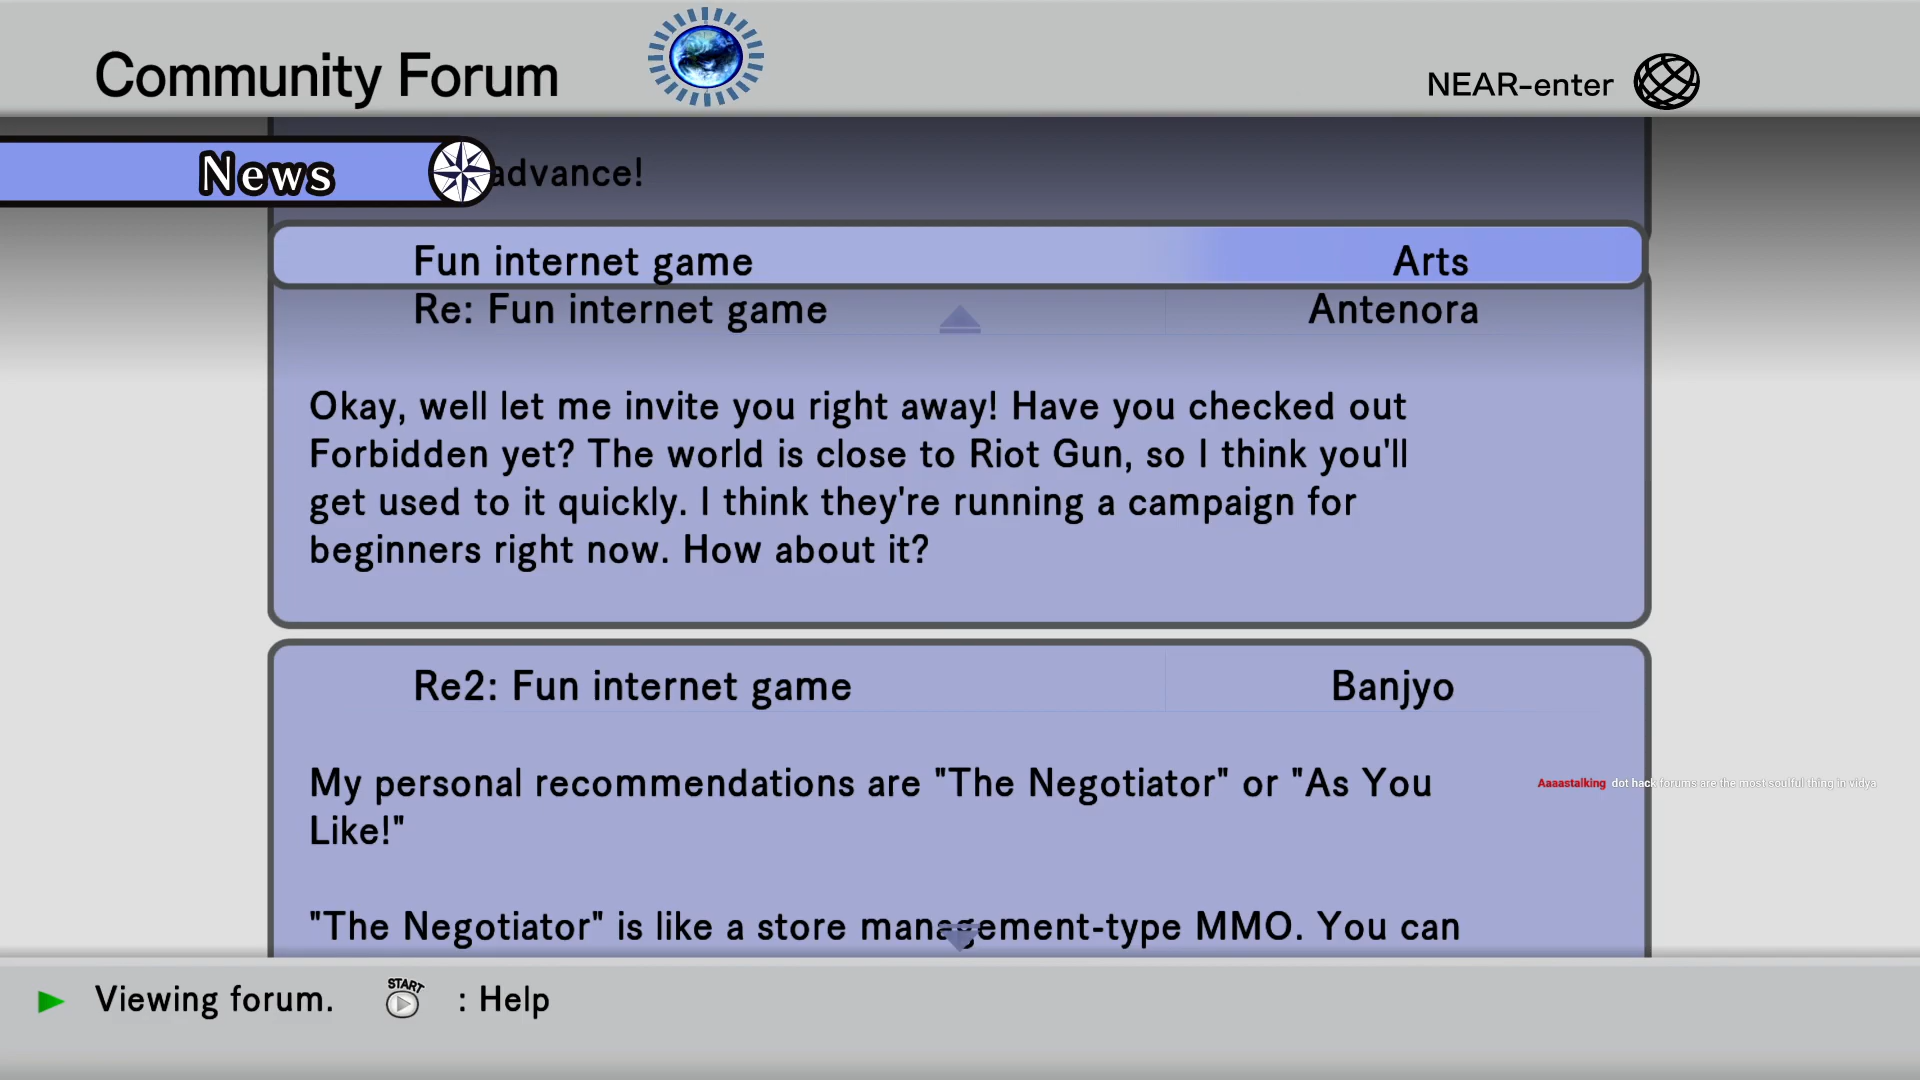 Community Forum
NEAR-enter
News
advance!
Fun internet game
Arts
Re: Fun internet game
Antenora
Okay, well let me invite you right away! Have you checked out
Forbidden yet? The world is close to Riot Gun, so I think you'll
get used to it quickly. I think they're running a campaign for
beginners right now. How about it?
Re2: Fun internet game
Banjyo
My personal recommendations are "The Negotiator" or "As You
Like!"
Aaaastalking dot hack forums are the most soulful thing in vidya
"The Negotiator" is like a store management-type MMO. You can
Viewing forum.
START
: Help